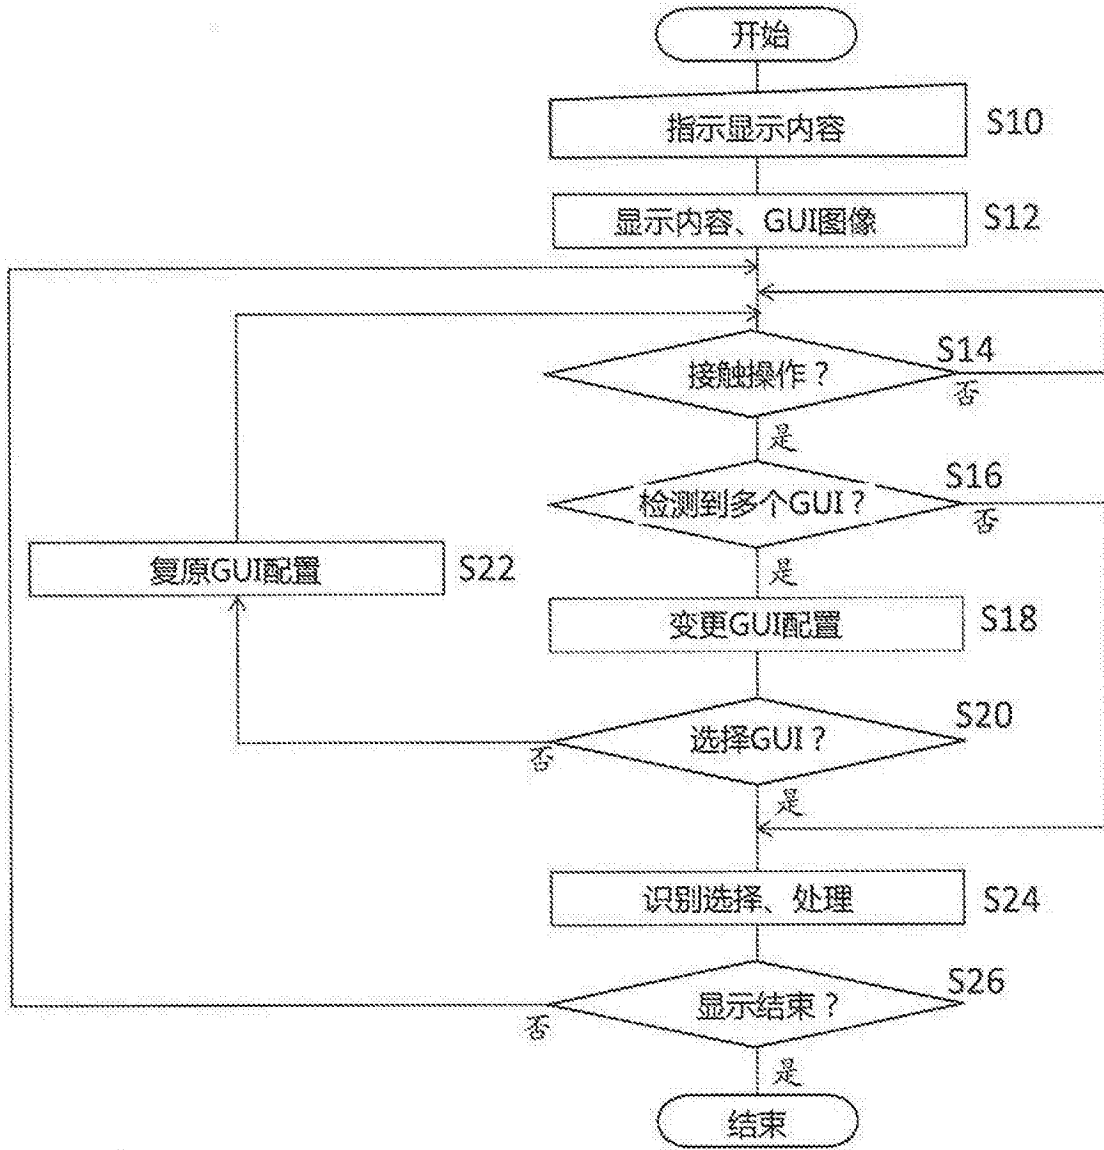 开始
指示显示内容
S10
显示内容、GUI图像
S12
接触操作？
S14
否
是
检测到多个GUI？
S16
否
是
复原GUI配置
S22
变更GUI配置
S18
选择GUI？
S20
否
是
识别选择、处理
S24
显示结束？
S26
否
是
结束